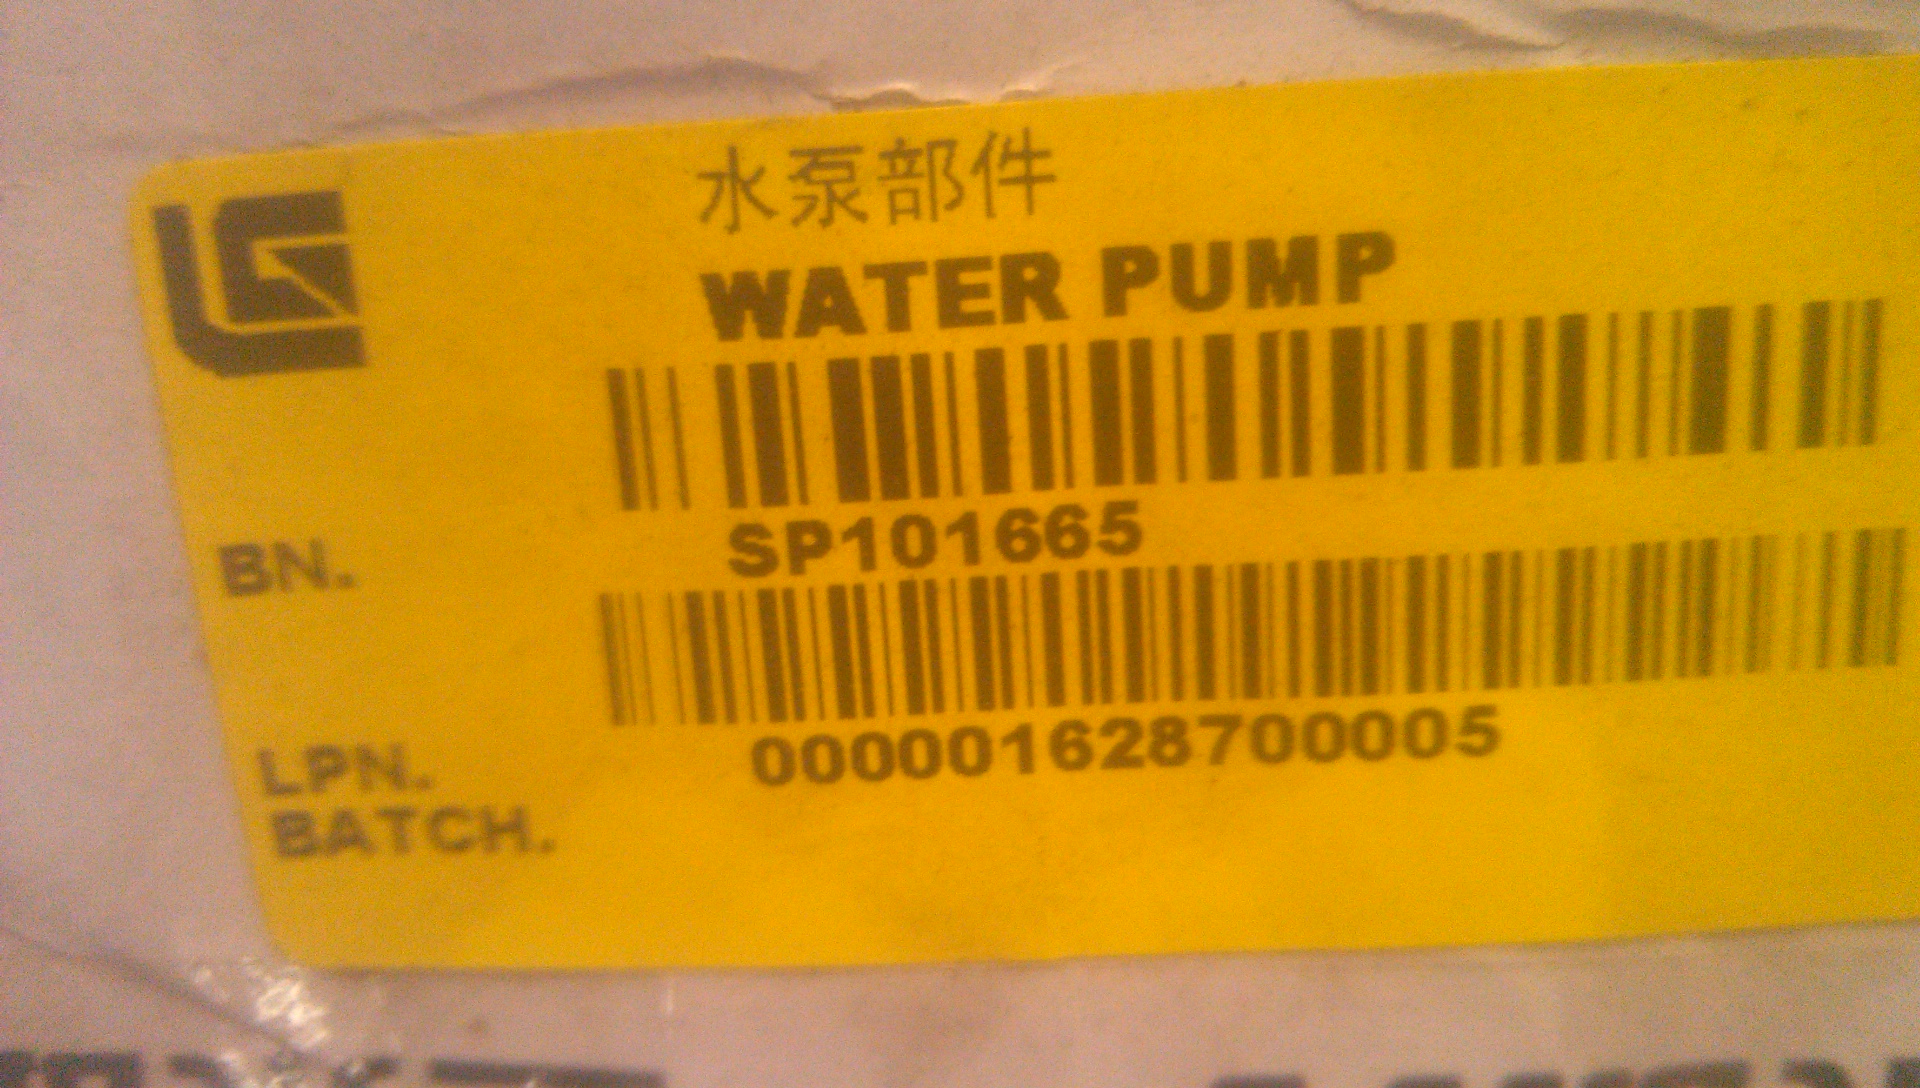 水泵部件
WATER PUMP
BN. SP101665
LPN. 000001628700005
BATCH.